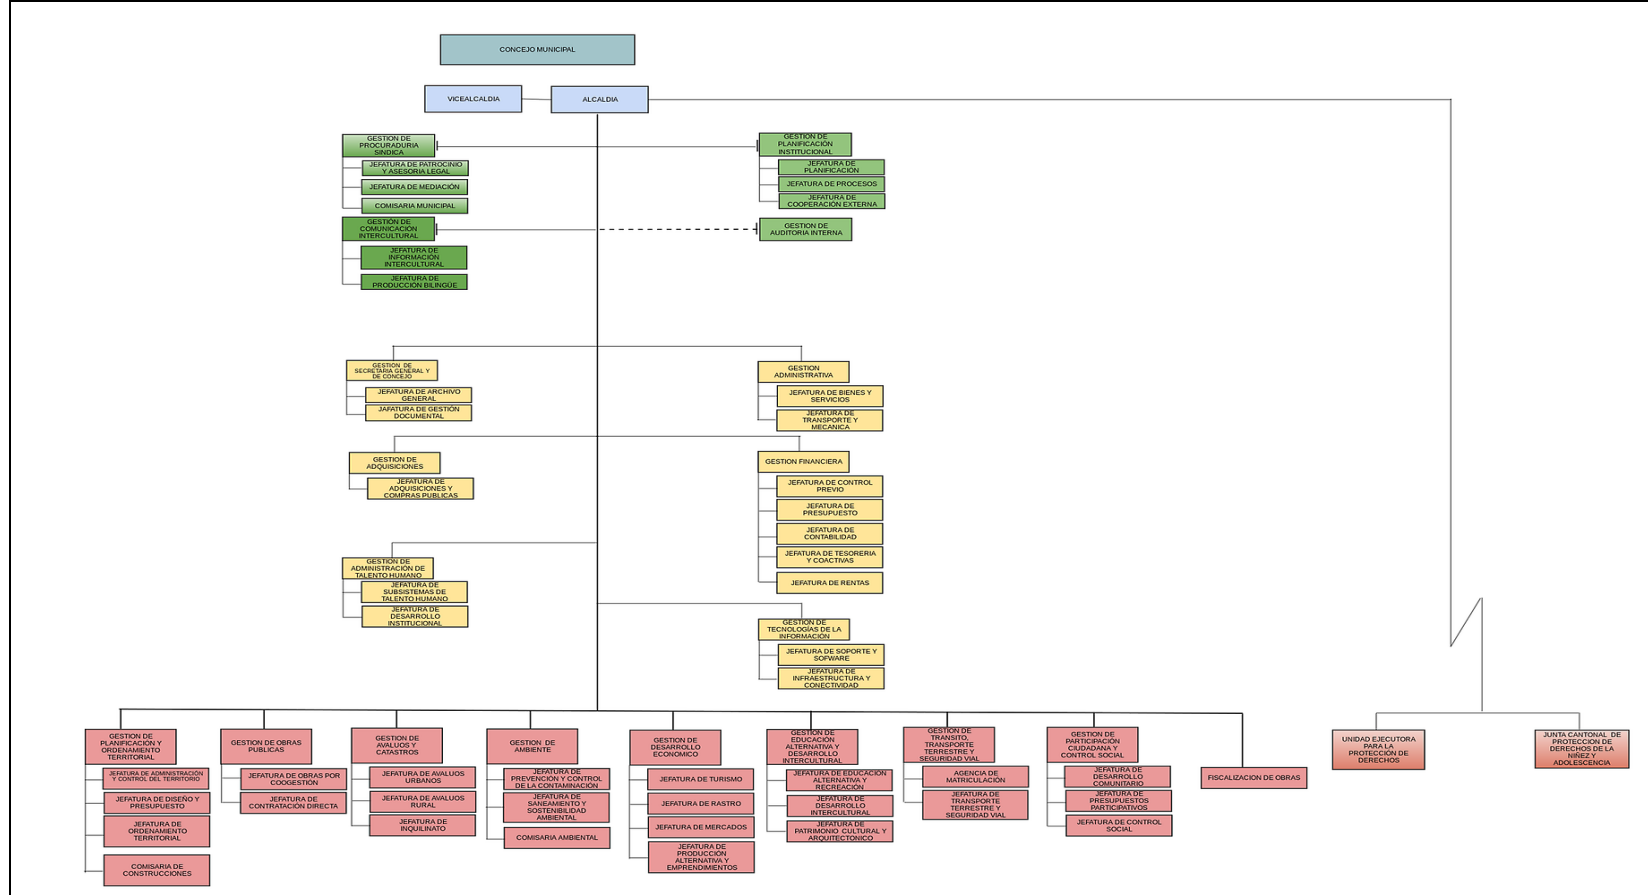 CONCEJO MUNICIPAL
VICEALCALDIA
ALCALDIA
GESTION DE
PROCURADURIA
SINDICA
JEFATURA DE PATROCINIO
Y ASESORIA LEGAL
JEFATURA DE MEDIACIÓN
COMISARIA MUNICIPAL
GESTIÓN DE
COMUNICACIÓN
INTERCULTURAL
JEFATURA DE
INFORMACIÓN
INTERCULTURAL
JEFATURA DE
PRODUCCIÓN BILINGÜE
GESTIÓN DE
PLANIFICACIÓN
INSTITUCIONAL
JEFATURA DE
PLANIFICACIÓN
JEFATURA DE PROCESOS
JEFATURA DE
COOPERACIÓN EXTERNA
GESTION DE
AUDITORIA INTERNA
GESTION DE
SECRETARIA GENERAL Y
DE CONCEJO
JEFATURA DE ARCHIVO
GENERAL
JAFATURA DE GESTIÓN
DOCUMENTAL
GESTION
ADMINISTRATIVA
JEFATURA DE BIENES Y
SERVICIOS
JEFATURA DE
TRANSPORTE Y
MECANICA
GESTION DE
ADQUISICIONES
JEFATURA DE
ADQUISICIONES Y
COMPRAS PUBLICAS
GESTION FINANCIERA
JEFATURA DE CONTROL
PREVIO
JEFATURA DE
PRESUPUESTO
JEFATURA DE
CONTABILIDAD
JEFATURA DE TESORERIA
Y COACTIVAS
JEFATURA DE RENTAS
GESTIÓN DE
ADMINISTRACIÓN DE
TALENTO HUMANO
JEFATURA DE
SUBSISTEMAS DE
TALENTO HUMANO
JEFATURA DE
DESARROLLO
INSTITUCIONAL
GESTIÓN DE
TECNOLOGÍAS DE LA
INFORMACIÓN
JEFATURA DE SOPORTE Y
SOFWARE
JEFATURA DE
INFRAESTRUCTURA Y
CONECTIVIDAD
GESTION DE
PLANIFICACIÓN Y
ORDENAMIENTO
TERRITORIAL
JEFATURA DE ADMINISTRACIÓN
Y CONTROL DEL TERRITORIO
JEFATURA DE DISEÑO Y
PRESUPUESTO
JEFATURA DE
ORDENAMIENTO
TERRITORIAL
COMISARIA DE
CONSTRUCCIONES
GESTION DE OBRAS
PUBLICAS
JEFATURA DE OBRAS POR
COOGESTIÓN
JEFATURA DE
CONTRATACIÓN DIRECTA
GESTION DE
AVALUOS Y
CATASTROS
JEFATURA DE AVALUOS
URBANOS
JEFATURA DE AVALUOS
RURAL
JEFATURA DE
INQUILINATO
GESTION DE
AMBIENTE
JEFATURA DE
PREVENCIÓN Y CONTROL
DE LA CONTAMINACIÓN
JEFATURA DE
SANEAMIENTO Y
SOSTENIBILIDAD
AMBIENTAL
COMISARIA AMBIENTAL
GESTION DE
DESARROLLO
ECONOMICO
JEFATURA DE TURISMO
JEFATURA DE RASTRO
JEFATURA DE MERCADOS
JEFATURA DE
PRODUCCIÓN
ALTERNATIVA Y
EMPRENDIMIENTOS
GESTION DE
EDUCACIÓN
ALTERNATIVA Y
DESARROLLO
INTERCULTURAL
JEFATURA DE EDUCACIÓN
ALTERNATIVA Y
RECREACIÓN
JEFATURA DE
DESARROLLO
INTERCULTURAL
JEFATURA DE
PATRIMONIO CULTURAL Y
ARQUITECTONICO
GESTION DE
TRANSITO,
TRANSPORTE
TERRESTRE Y
SEGURIDAD VIAL
AGENCIA DE
MATRICULACIÓN
JEFATURA DE
TRANSPORTE
TERRESTRE Y
SEGURIDAD VIAL
GESTION DE
PARTICIPACIÓN
CIUDADANA Y
CONTROL SOCIAL
JEFATURA DE
DESARROLLO
COMUNITARIO
JEFATURA DE
PRESUPUESTOS
PARTICIPATIVOS
JEFATURA DE CONTROL
SOCIAL
FISCALIZACION DE OBRAS
UNIDAD EJECUTORA
PARA LA
PROTECCIÓN DE
DERECHOS
JUNTA CANTONAL DE
PROTECCION DE
DERECHOS DE LA
NIÑEZ Y
ADOLESCENCIA